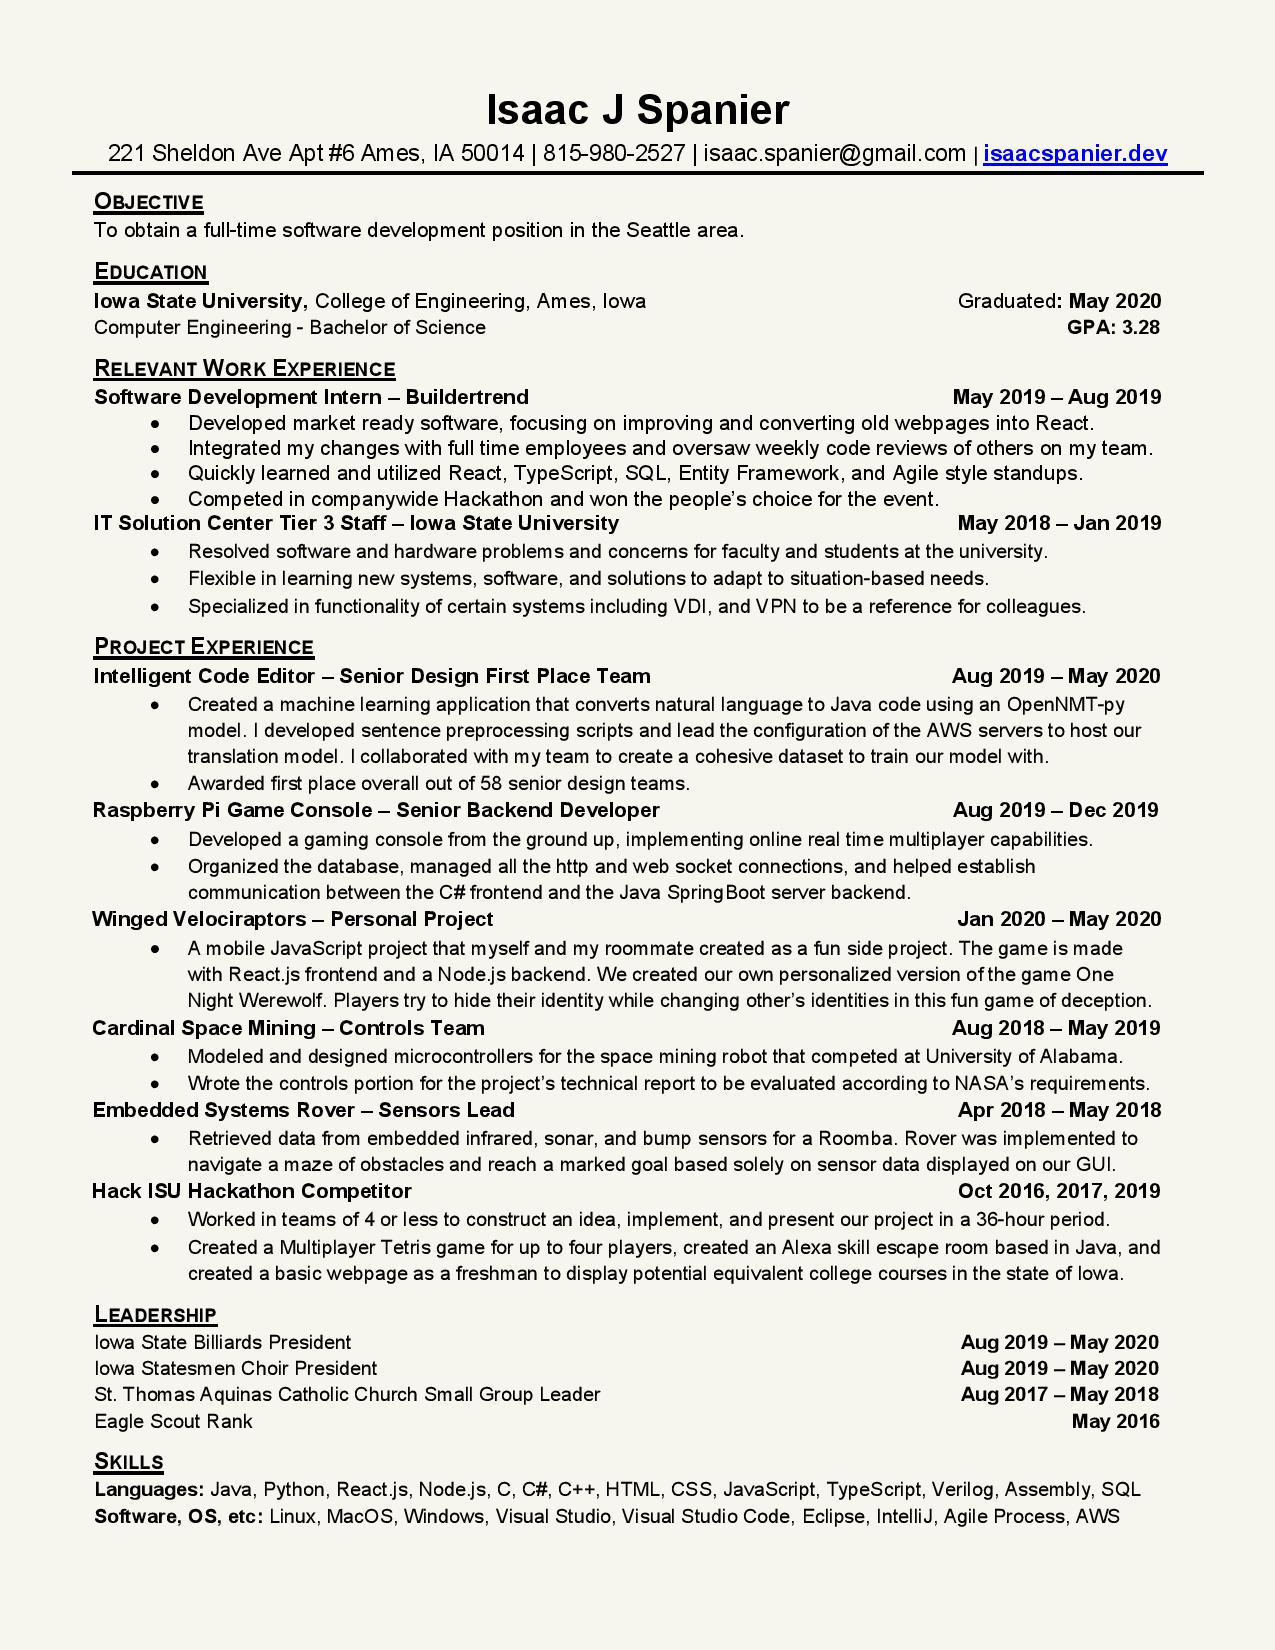 Isaac J Spanier
221 Sheldon Ave Apt #6 Ames, IA 50014 | 815-980-2527 | isaac.spanier@gmail.com | isaacspanier.dev
OBJECTIVE
To obtain a full-time software development position in the Seattle area.
EDUCATION
Iowa State University, College of Engineering, Ames, Iowa Graduated: May 2020
Computer Engineering - Bachelor of Science GPA: 3.28
RELEVANT WORK EXPERIENCE
Software Development Intern – Buildertrend May 2019 – Aug 2019
• Developed market ready software, focusing on improving and converting old webpages into React.
• Integrated my changes with full time employees and oversaw weekly code reviews of others on my team.
• Quickly learned and utilized React, TypeScript, SQL, Entity Framework, and Agile style standups.
• Competed in companywide Hackathon and won the people's choice for the event.
IT Solution Center Tier 3 Staff – Iowa State University May 2018 – Jan 2019
• Resolved software and hardware problems and concerns for faculty and students at the university.
• Flexible in learning new systems, software, and solutions to adapt to situation-based needs.
• Specialized in functionality of certain systems including VDI, and VPN to be a reference for colleagues.
PROJECT EXPERIENCE
Intelligent Code Editor – Senior Design First Place Team Aug 2019 – May 2020
• Created a machine learning application that converts natural language to Java code using an OpenNMT-py
model. I developed sentence preprocessing scripts and lead the configuration of the AWS servers to host our
translation model. I collaborated with my team to create a cohesive dataset to train our model with.
• Awarded first place overall out of 58 senior design teams.
Raspberry Pi Game Console – Senior Backend Developer Aug 2019 – Dec 2019
• Developed a gaming console from the ground up, implementing online real time multiplayer capabilities.
• Organized the database, managed all the http and web socket connections, and helped establish
communication between the C# frontend and the Java SpringBoot server backend.
Winged Velociraptors – Personal Project Jan 2020 – May 2020
• A mobile JavaScript project that myself and my roommate created as a fun side project. The game is made
with React.js frontend and a Node.js backend. We created our own personalized version of the game One
Night Werewolf. Players try to hide their identity while changing other's identities in this fun game of deception.
Cardinal Space Mining – Controls Team Aug 2018 – May 2019
• Modeled and designed microcontrollers for the space mining robot that competed at University of Alabama.
• Wrote the controls portion for the project's technical report to be evaluated according to NASA's requirements.
Embedded Systems Rover – Sensors Lead Apr 2018 – May 2018
• Retrieved data from embedded infrared, sonar, and bump sensors for a Roomba. Rover was implemented to
navigate a maze of obstacles and reach a marked goal based solely on sensor data displayed on our GUI.
Hack ISU Hackathon Competitor Oct 2016, 2017, 2019
• Worked in teams of 4 or less to construct an idea, implement, and present our project in a 36-hour period.
• Created a Multiplayer Tetris game for up to four players, created an Alexa skill escape room based in Java, and
created a basic webpage as a freshman to display potential equivalent college courses in the state of Iowa.
LEADERSHIP
Iowa State Billiards President Aug 2019 – May 2020
Iowa Statesmen Choir President Aug 2019 – May 2020
St. Thomas Aquinas Catholic Church Small Group Leader Aug 2017 – May 2018
Eagle Scout Rank May 2016
SKILLS
Languages: Java, Python, React.js, Node.js, C, C#, C++, HTML, CSS, JavaScript, TypeScript, Verilog, Assembly, SQL
Software, OS, etc: Linux, MacOS, Windows, Visual Studio, Visual Studio Code, Eclipse, IntelliJ, Agile Process, AWS